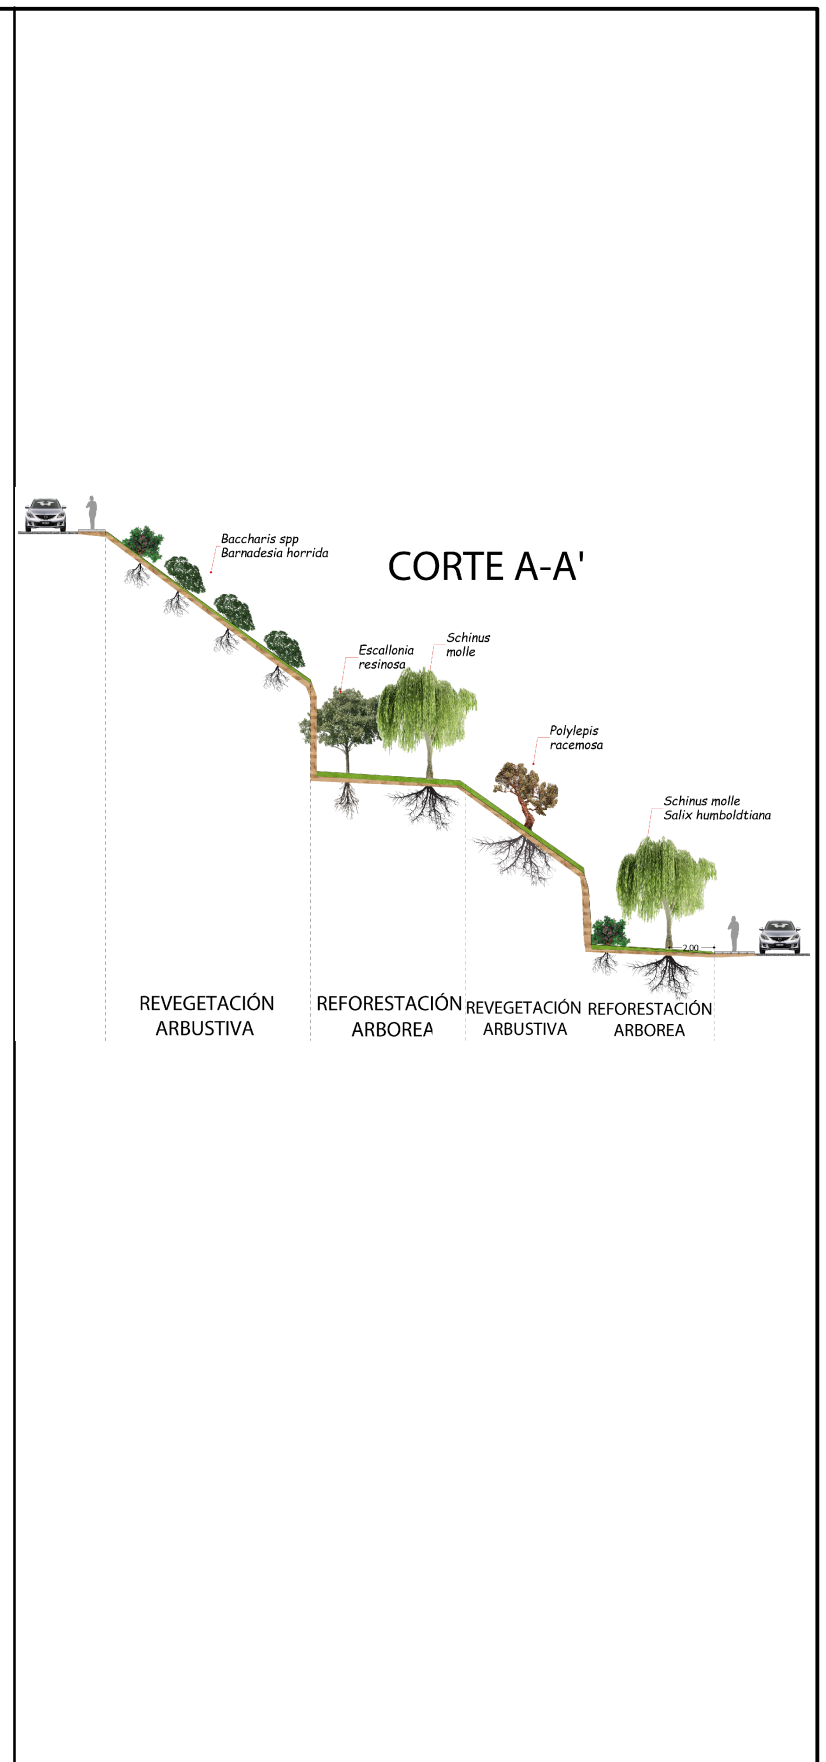 Baccharis spp
Barnadesia horrida
CORTE A-A'
Schinus
molle
Escallonia
resinosa
Polylepis
racemosa
Schinus molle
Salix humboldtiana
2,00
REVEGETACIÓN
ARBUSTIVA
REFORESTACIÓN
ARBOREA
REVEGETACIÓN
ARBUSTIVA
REFORESTACIÓN
ARBOREA